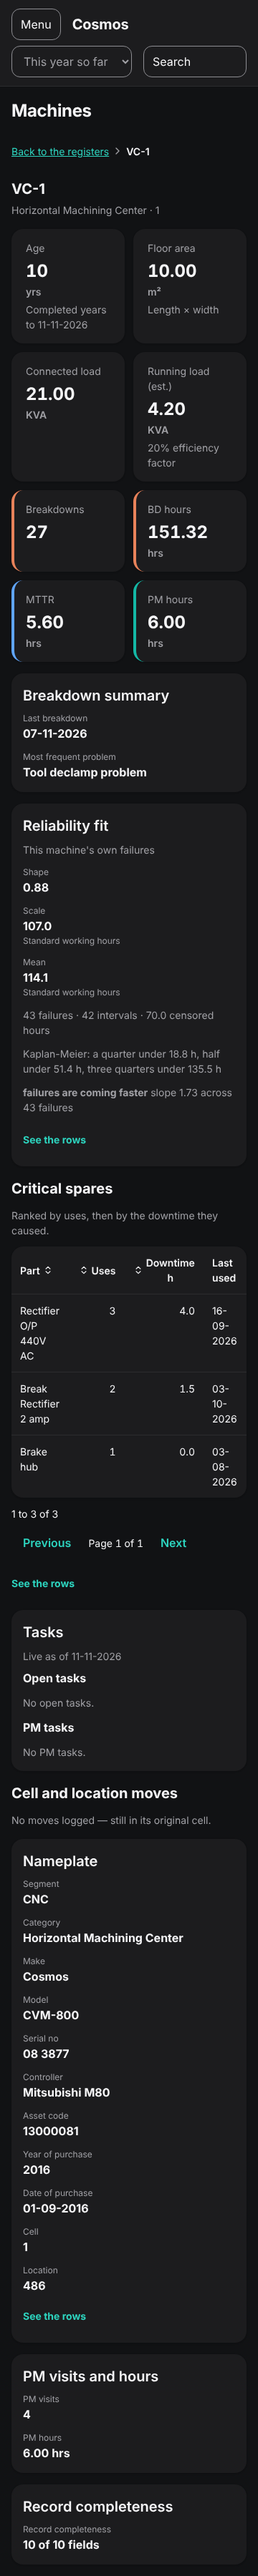 Menu
Cosmos
This year so far
Search
Machines
Back to the registers > VC-1
VC-1
Horizontal Machining Center · 1
Age
10
yrs
Completed years
to 11-11-2026
Floor area
10.00
m²
Length × width
Connected load
21.00
KVA
Running load
(est.)
4.20
KVA
20% efficiency
factor
Breakdowns
27
BD hours
151.32
hrs
MTTR
5.60
hrs
PM hours
6.00
hrs
Breakdown summary
Last breakdown
07-11-2026
Most frequent problem
Tool declamp problem
Reliability fit
This machine's own failures
Shape
0.88
Scale
107.0
Standard working hours
Mean
114.1
Standard working hours
43 failures · 42 intervals · 70.0 censored
hours
Kaplan-Meier: a quarter under 18.8 h, half
under 51.4 h, three quarters under 135.5 h
failures are coming faster slope 1.73 across
43 failures
See the rows
Critical spares
Ranked by uses, then by the downtime they
caused.
Part Uses Downtime h Last used
Rectifier O/P 440V AC 3 4.0 16-09-2026
Break Rectifier 2 amp 2 1.5 03-10-2026
Brake hub 1 0.0 03-08-2026
1 to 3 of 3
Previous Page 1 of 1 Next
See the rows
Tasks
Live as of 11-11-2026
Open tasks
No open tasks.
PM tasks
No PM tasks.
Cell and location moves
No moves logged — still in its original cell.
Nameplate
Segment
CNC
Category
Horizontal Machining Center
Make
Cosmos
Model
CVM-800
Serial no
08 3877
Controller
Mitsubishi M80
Asset code
13000081
Year of purchase
2016
Date of purchase
01-09-2016
Cell
1
Location
486
See the rows
PM visits and hours
PM visits
4
PM hours
6.00 hrs
Record completeness
Record completeness
10 of 10 fields